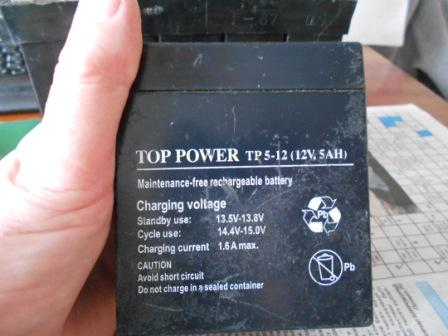 TOP POWER TP 5-12 (12V, 5AH)
Maintenance-free rechargeable battery
Charging voltage
Standby use: 13.5V-13.8V
Cycle use: 14.4V-15.0V
Charging current 1.6A max.
CAUTION
Avoid short circuit
Do not charge in a sealed container
Pb
Pb